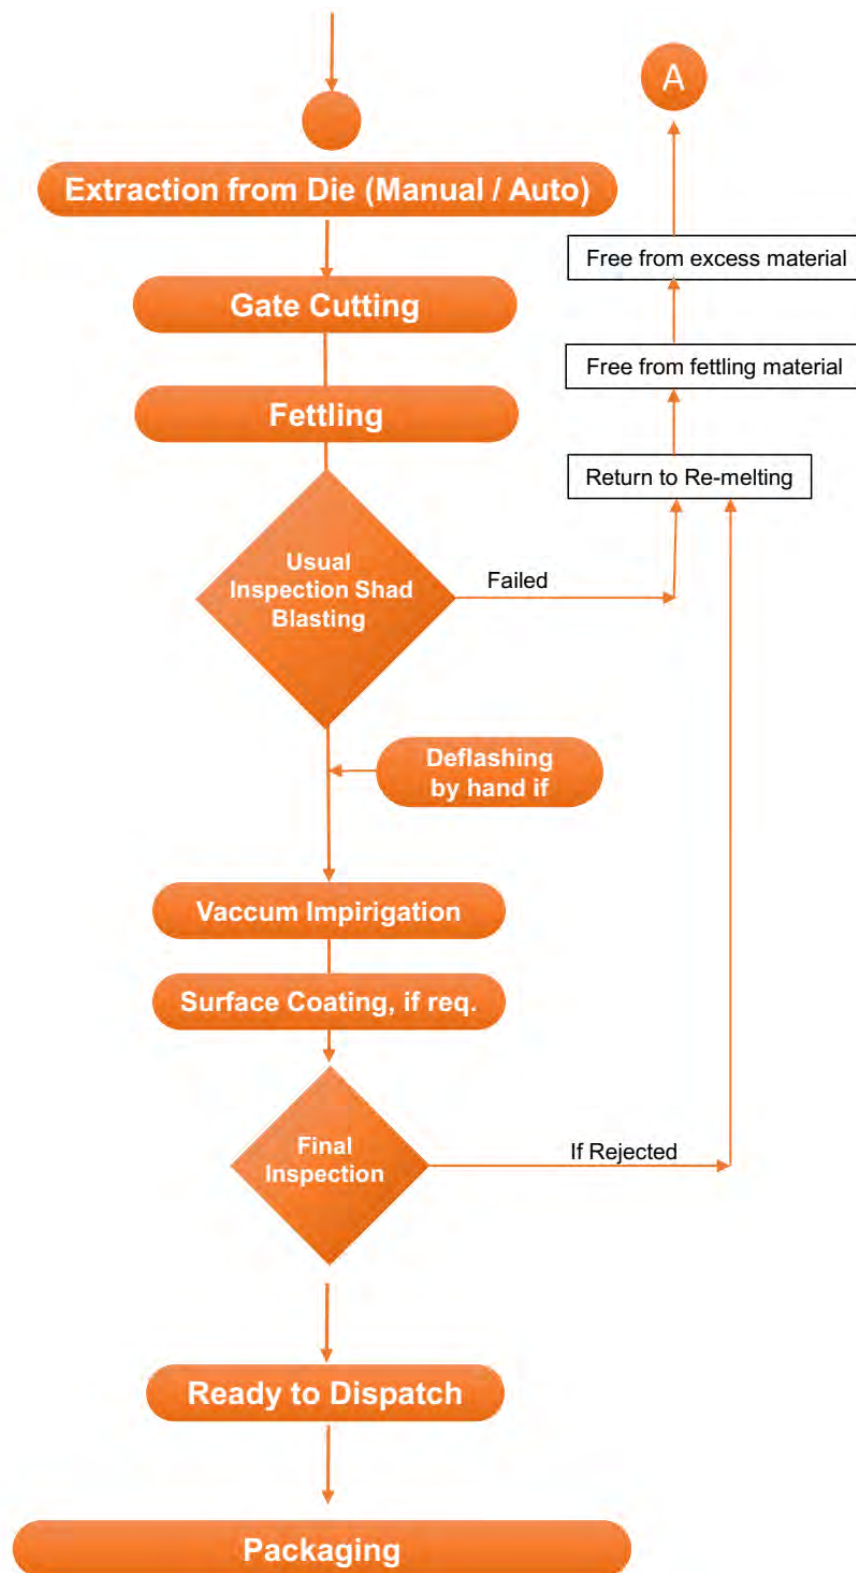 A
Extraction from Die (Manual / Auto)
Free from excess material
Gate Cutting
Free from fettling material
Fettling
Return to Re-melting
Usual
Inspection Shad
Blasting
Failed
Deflashing
by hand if
Vaccum Impirigation
Surface Coating, if req.
Final
Inspection
If Rejected
Ready to Dispatch
Packaging